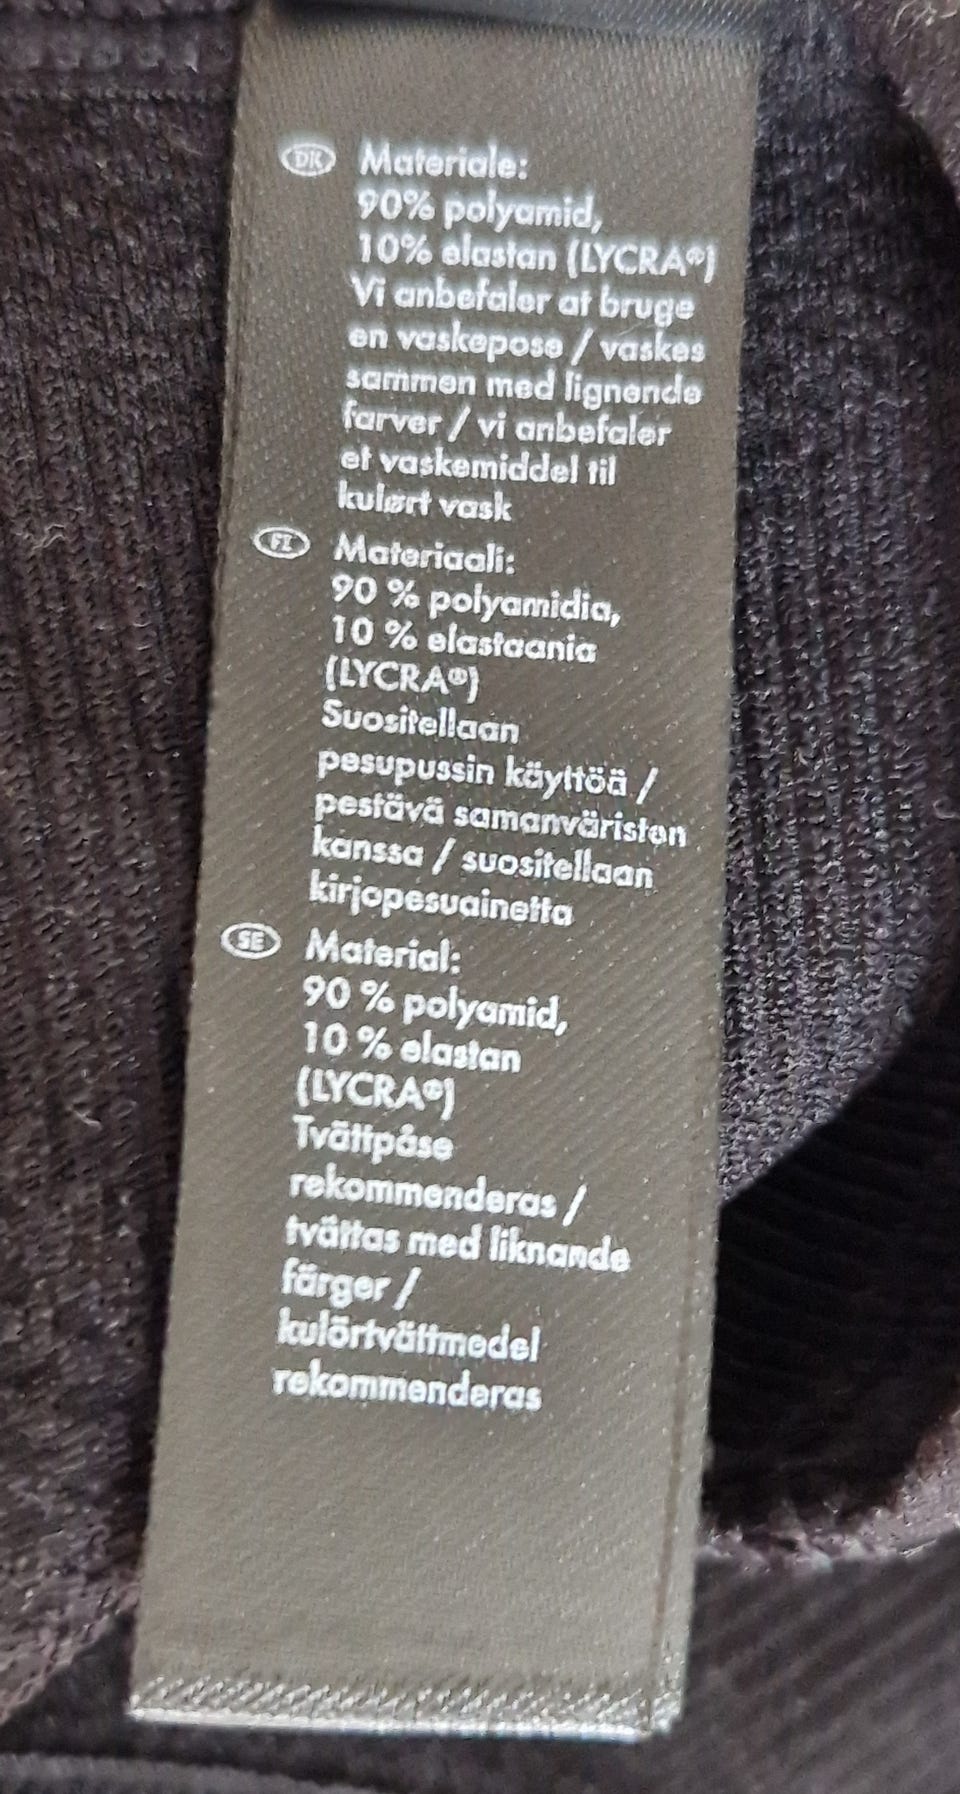 DK Materiale:
90% polyamid,
10% elastan (LYCRA®)
Vi anbefaler at bruge
en vaskepose / vaskes
sammen med lignende
farver / vi anbefaler
et vaskemiddel til
kulørt vask
FI Materiaali:
90 % polyamidia,
10 % elastaania
(LYCRA®)
Suositellaan
pesupussin käyttöä /
pestävä samanväristen
kanssa / suositellaan
kirjopesuainetta
SE Material:
90 % polyamid,
10 % elastan
(LYCRA®)
Tvättpåse
rekommenderas /
tvättas med liknande
färger /
kulörtvättmedel
rekommenderas